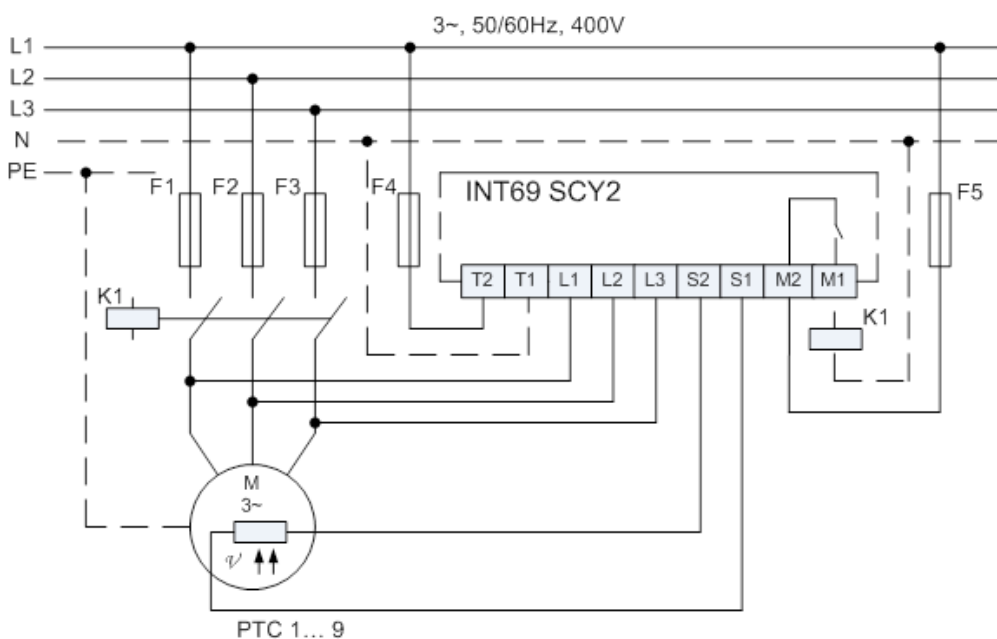 3~, 50/60Hz, 400V
L1
L2
L3
N
PE
F1 F2 F3 F4 INT69 SCY2 F5
T2 T1 L1 L2 L3 S2 S1 M2 M1
K1 K1
M
3~
PTC 1... 9